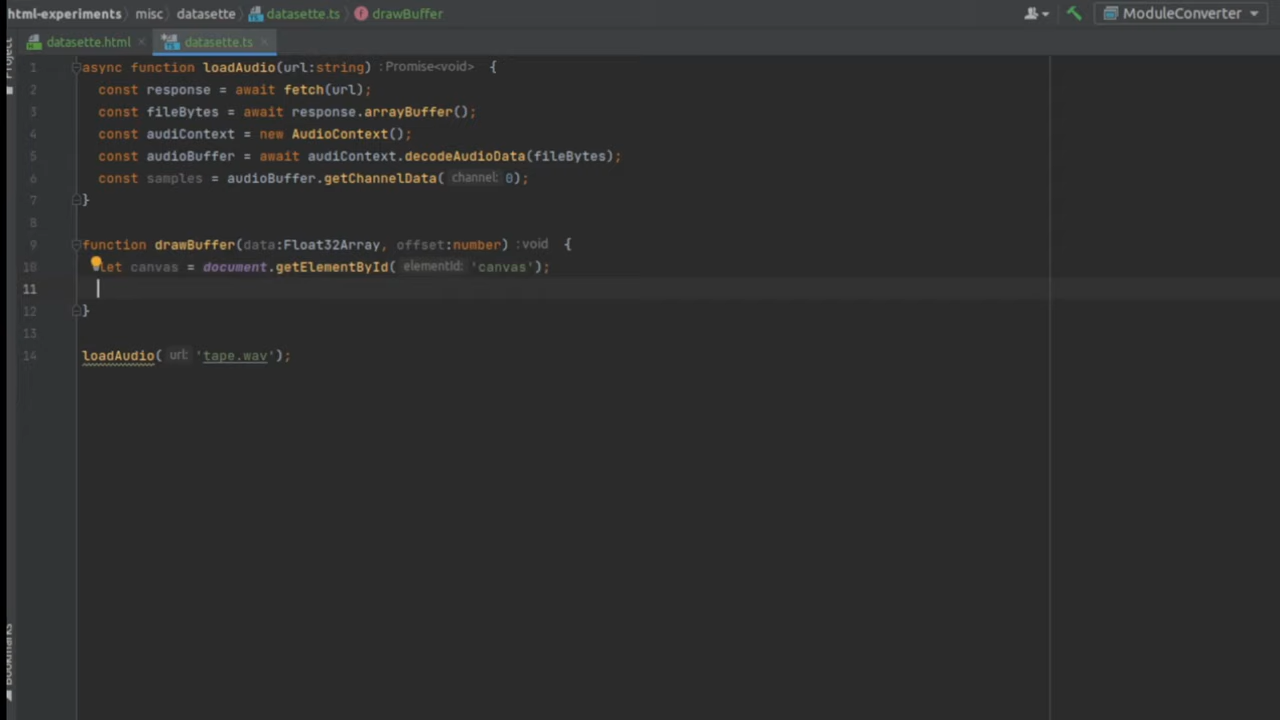 html-experiments misc datasette datasette.ts drawBuffer ModuleConverter
datasette.html datasette.ts
Project
1 async function loadAudio(url:string) :Promise<void> {
2 const response = await fetch(url);
3 const fileBytes = await response.arrayBuffer();
4 const audiContext = new AudioContext();
5 const audioBuffer = await audiContext.decodeAudioData(fileBytes);
6 const samples = audioBuffer.getChannelData( channel: 0);
7 }
8
9 function drawBuffer(data:Float32Array, offset:number) :void {
10 let canvas = document.getElementById( elementId: 'canvas');
11
12 }
13
14 loadAudio( url: 'tape.wav');
Bookmarks